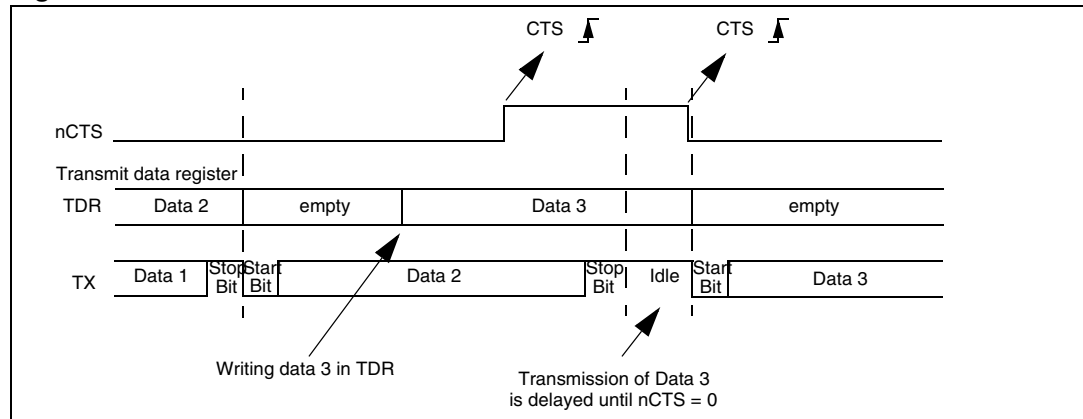 CTS CTS
nCTS
Transmit data register
TDR Data 2 empty Data 3 empty
TX Data 1 Stop Bit Start Bit Data 2 Stop Bit Idle Start Bit Data 3
Writing data 3 in TDR
Transmission of Data 3
is delayed until nCTS = 0